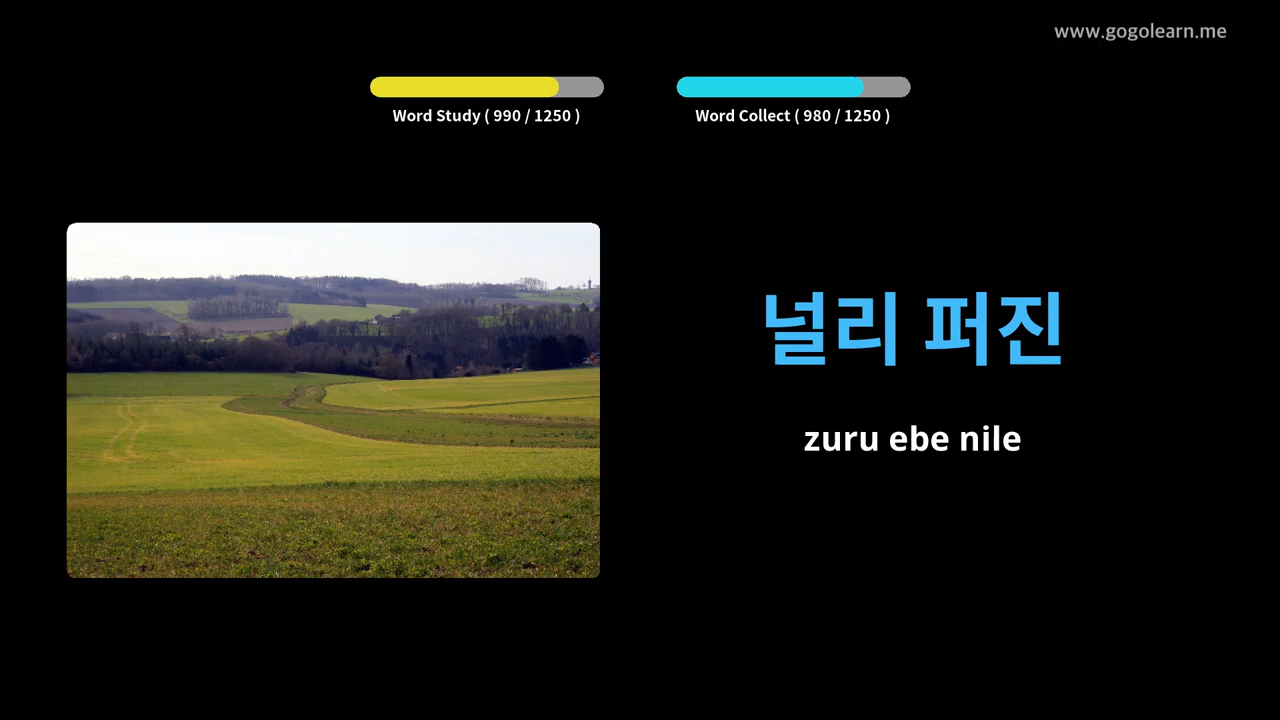 www.gogolearn.me
Word Study ( 990 / 1250 )
Word Collect ( 980 / 1250 )
널리 퍼진
zuru ebe nile